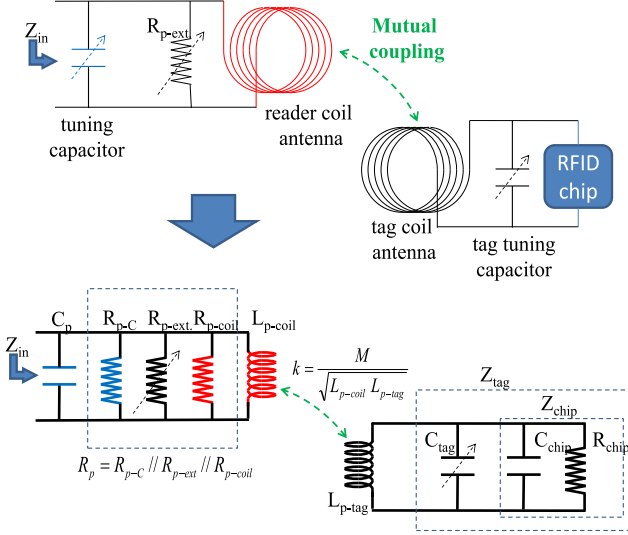 Z_in
R_p-ext.
Mutual
coupling
tuning
capacitor
reader coil
antenna
RFID
chip
tag coil
antenna
tag tuning
capacitor
C_p
R_p-C
R_p-ext.
R_p-coil
L_p-coil
Z_in
k = M / √(L_p-coil L_p-tag)
R_p = R_p-C // R_p-ext // R_p-coil
Z_tag
Z_chip
C_tag
C_chip
R_chip
L_p-tag